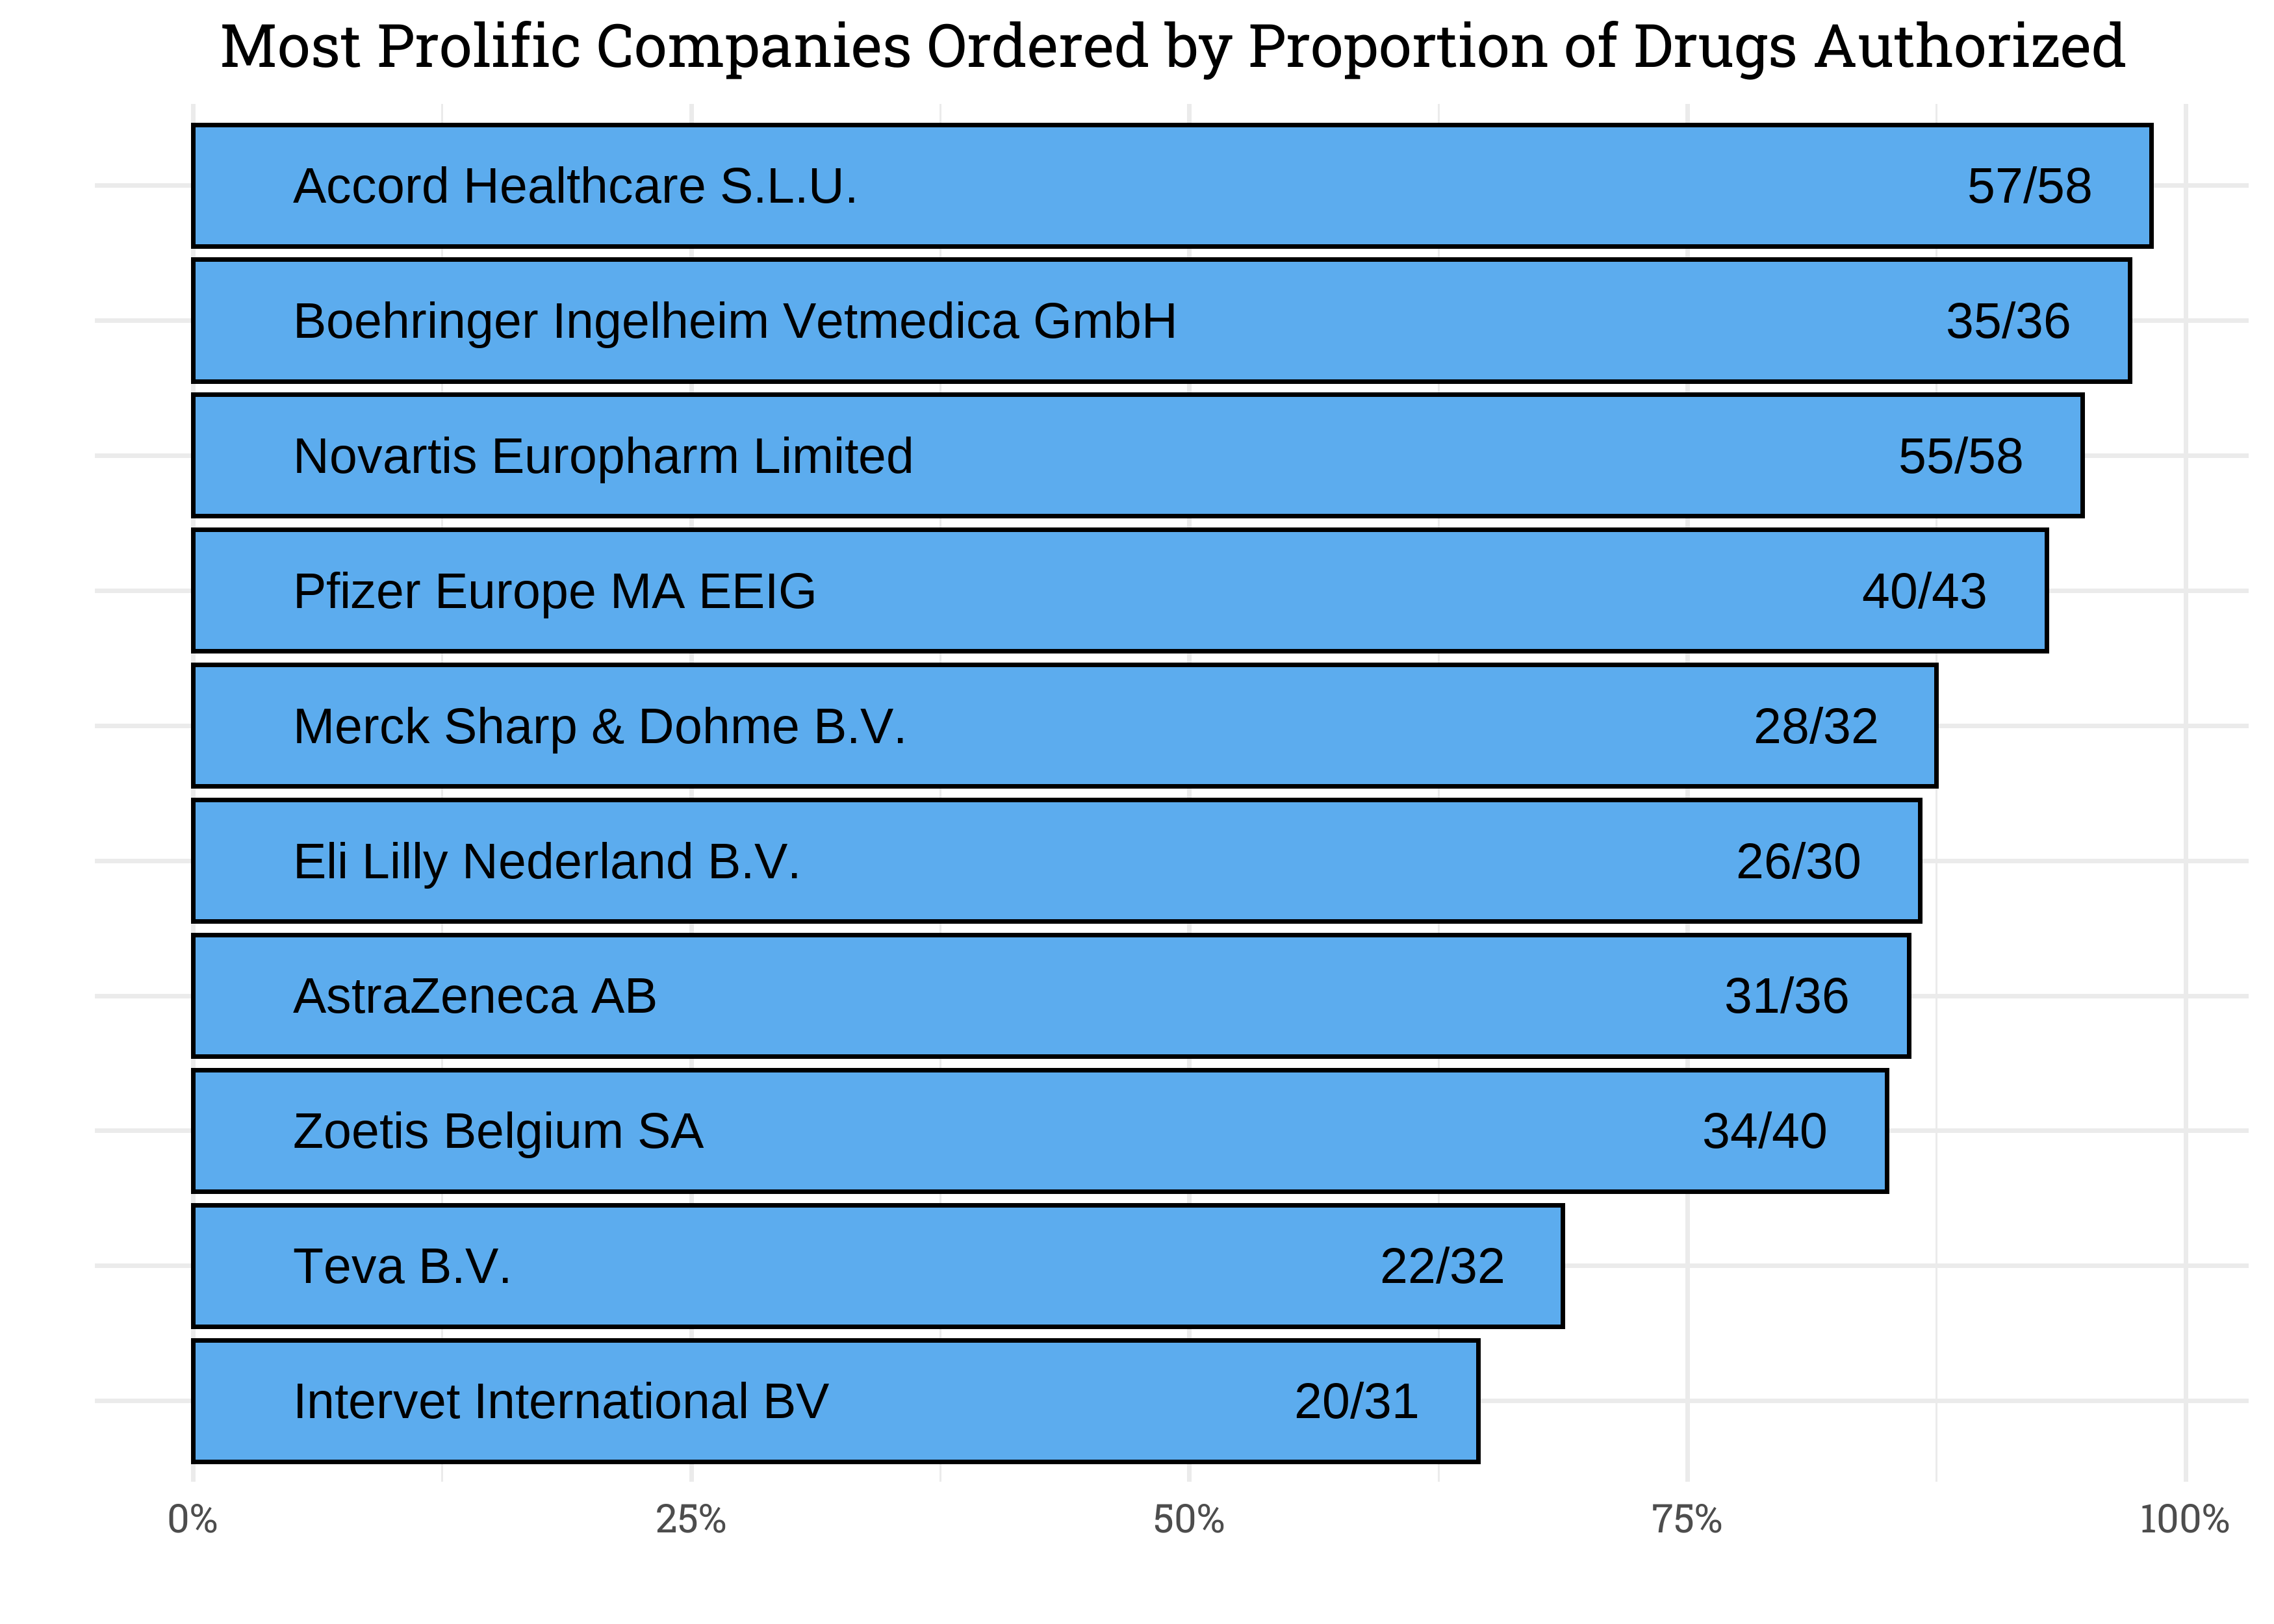 Most Prolific Companies Ordered by Proportion of Drugs Authorized
Accord Healthcare S.L.U. 57/58
Boehringer Ingelheim Vetmedica GmbH 35/36
Novartis Europharm Limited 55/58
Pfizer Europe MA EEIG 40/43
Merck Sharp & Dohme B.V. 28/32
Eli Lilly Nederland B.V. 26/30
AstraZeneca AB 31/36
Zoetis Belgium SA 34/40
Teva B.V. 22/32
Intervet International BV 20/31
0% 25% 50% 75% 100%